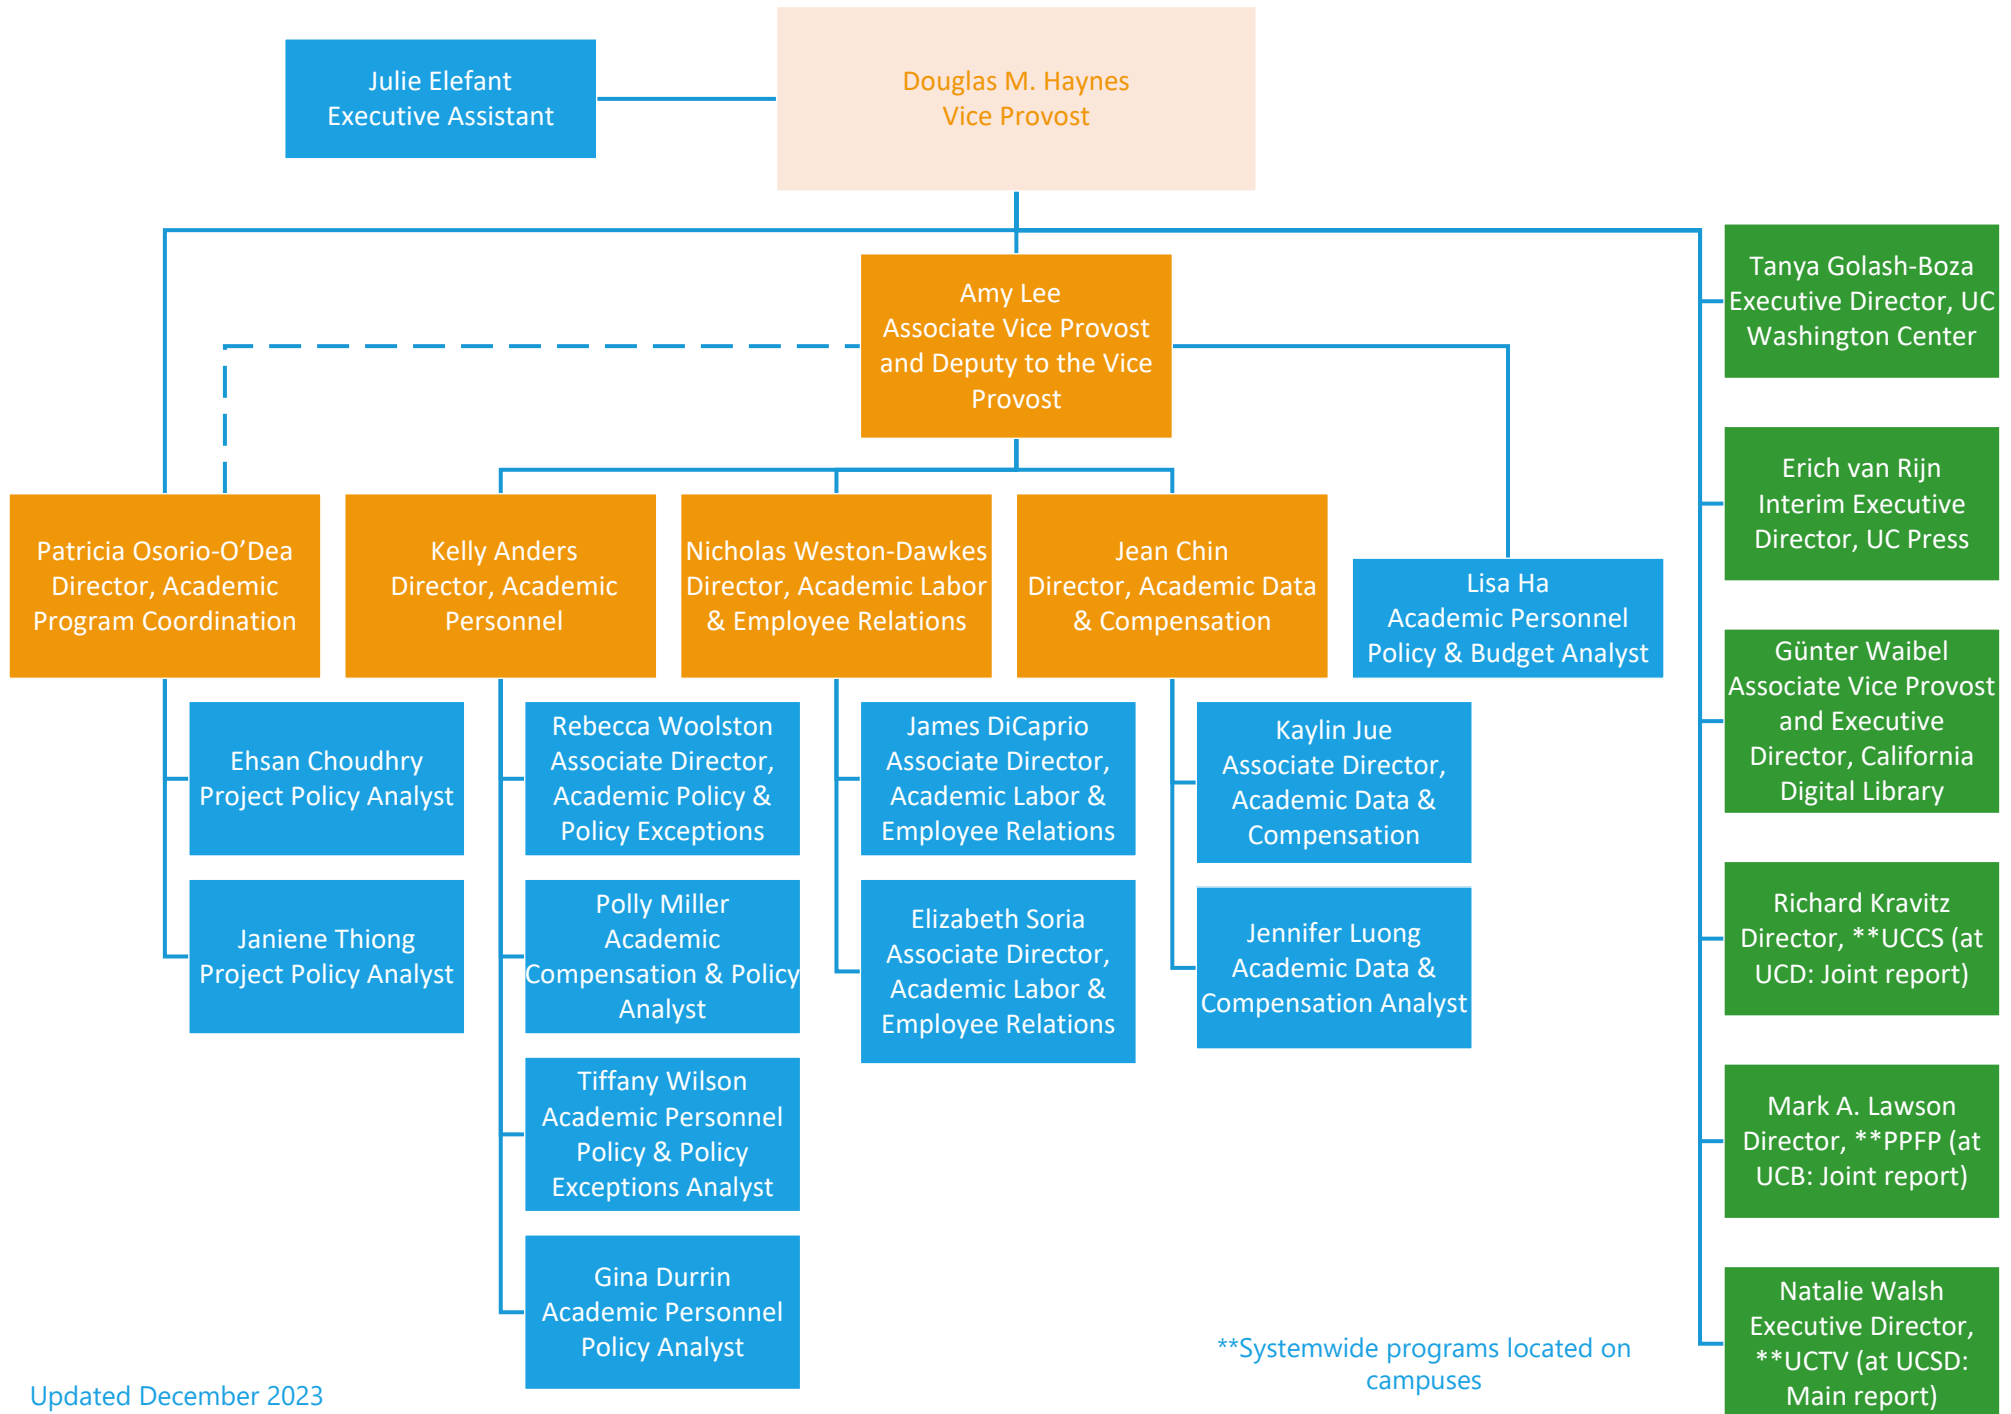 Julie Elefant
Executive Assistant
Douglas M. Haynes
Vice Provost
Amy Lee
Associate Vice Provost
and Deputy to the Vice
Provost
Patricia Osorio-O’Dea
Director, Academic
Program Coordination
Kelly Anders
Director, Academic
Personnel
Nicholas Weston-Dawkes
Director, Academic Labor
& Employee Relations
Jean Chin
Director, Academic Data
& Compensation
Lisa Ha
Academic Personnel
Policy & Budget Analyst
Ehsan Choudhry
Project Policy Analyst
Janiene Thiong
Project Policy Analyst
Rebecca Woolston
Associate Director,
Academic Policy &
Policy Exceptions
Polly Miller
Academic
Compensation & Policy
Analyst
Tiffany Wilson
Academic Personnel
Policy & Policy
Exceptions Analyst
Gina Durrin
Academic Personnel
Policy Analyst
James DiCaprio
Associate Director,
Academic Labor &
Employee Relations
Elizabeth Soria
Associate Director,
Academic Labor &
Employee Relations
Kaylin Jue
Associate Director,
Academic Data &
Compensation
Jennifer Luong
Academic Data &
Compensation Analyst
Tanya Golash-Boza
Executive Director, UC
Washington Center
Erich van Rijn
Interim Executive
Director, UC Press
Günter Waibel
Associate Vice Provost
and Executive
Director, California
Digital Library
Richard Kravitz
Director, **UCCS (at
UCD: Joint report)
Mark A. Lawson
Director, **PPFP (at
UCB: Joint report)
Natalie Walsh
Executive Director,
**UCTV (at UCSD:
Main report)
**Systemwide programs located on
campuses
Updated December 2023